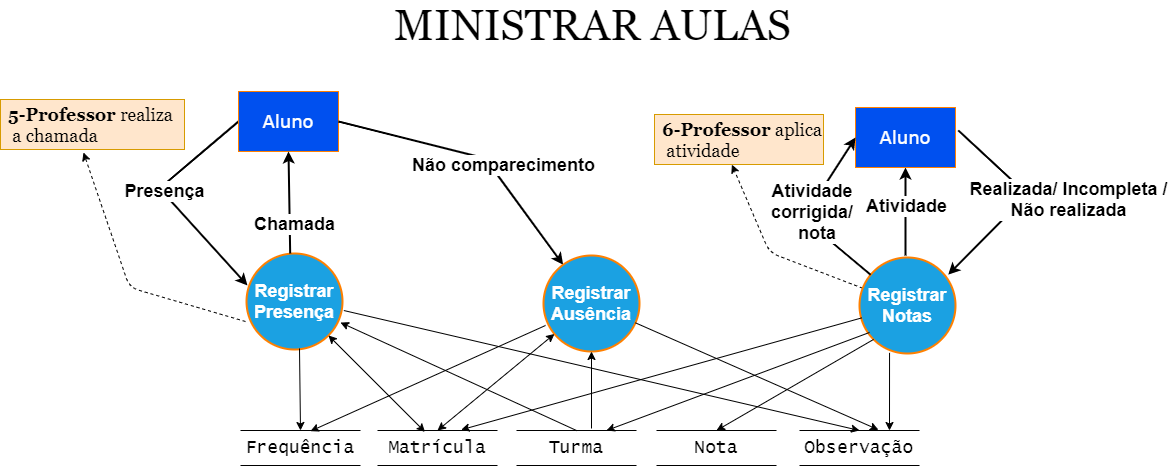 MINISTRAR AULAS
5-Professor realiza
a chamada
Aluno
Presença
Chamada
Não comparecimento
Registrar
Presença
Registrar
Ausência
6-Professor aplica
atividade
Aluno
Atividade
corrigida/
nota
Atividade
Realizada/ Incompleta /
Não realizada
Registrar
Notas
Frequência
Matrícula
Turma
Nota
Observação